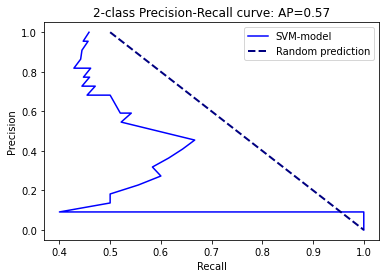 2-class Precision-Recall curve: AP=0.57
SVM-model
Random prediction
Precision
1.0
0.8
0.6
0.4
0.2
0.0
0.4 0.5 0.6 0.7 0.8 0.9 1.0
Recall